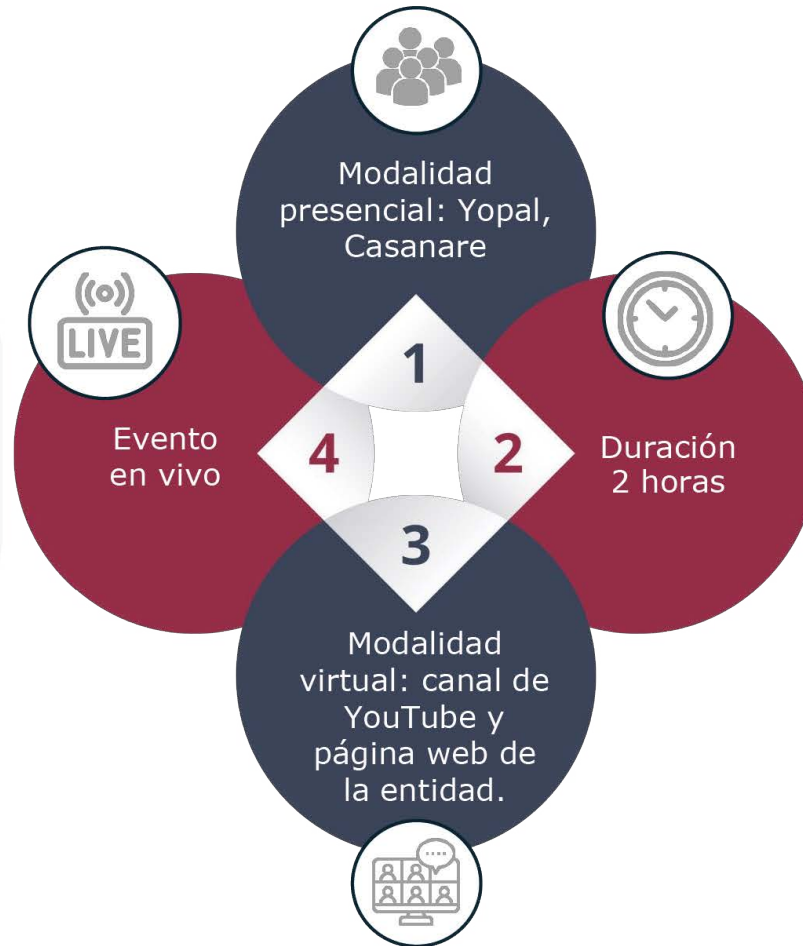 Modalidad
presencial: Yopal,
Casanare
LIVE
1
4
2
3
Evento
en vivo
Duración
2 horas
Modalidad
virtual: canal de
YouTube y
página web de
la entidad.